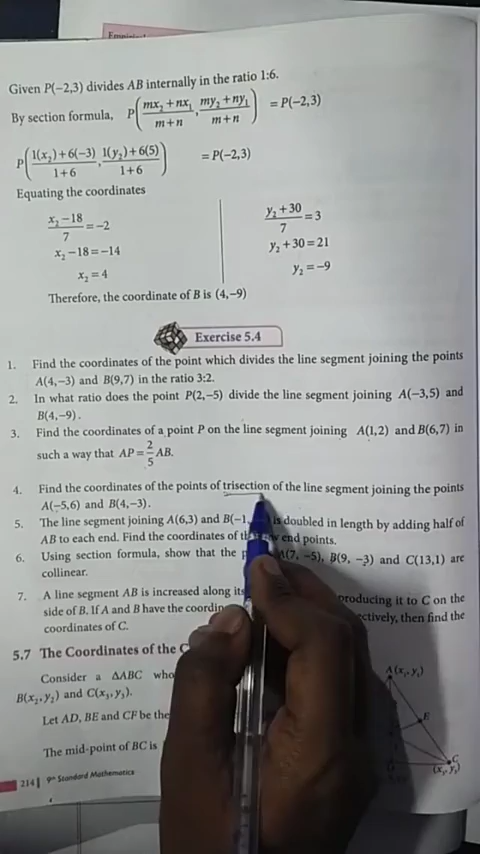 Given P(−2,3) divides AB internally in the ratio 1:6.
By section formula, P((mx₂+nx₁)/(m+n), (my₂+ny₁)/(m+n)) = P(−2,3)
P((1(x₂)+6(−3))/(1+6), (1(y₂)+6(5))/(1+6)) = P(−2,3)
Equating the coordinates
(x₂−18)/7 = −2
x₂−18 = −14
x₂ = 4
(y₂+30)/7 = 3
y₂+30 = 21
y₂ = −9
Therefore, the coordinate of B is (4,−9)
Exercise 5.4
1. Find the coordinates of the point which divides the line segment joining the points
A(4,−3) and B(9,7) in the ratio 3:2.
2. In what ratio does the point P(2,−5) divide the line segment joining A(−3,5) and
B(4,−9).
3. Find the coordinates of a point P on the line segment joining A(1,2) and B(6,7) in
such a way that AP = 2/5 AB.
4. Find the coordinates of the points of trisection of the line segment joining the points
A(−5,6) and B(4,−3).
5. The line segment joining A(6,3) and B(−1, is doubled in length by adding half of
AB to each end. Find the coordinates of end points.
6. Using section formula, show that the A(7, −5), B(9, −3) and C(13,1) are
collinear.
7. A line segment AB is increased along its producing it to C on the
side of B. If A and B have the then find the
coordinates of C.
5.7 The Coordinates of the
Consider a ΔABC
B(x₂,y₂) and C(x₃,y₃).
Let AD, BE and CF be the
The mid-point of BC is
A(x₁,y₁)
E
C
(x₃,y₃)
214 9ᵗʰ Standard Mathematics